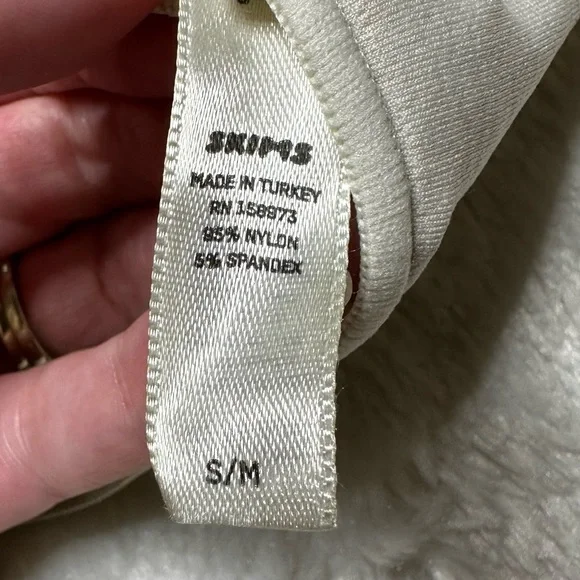 SKIMS
MADE IN TURKEY
RN 158973
95% NYLON
5% SPANDEX
S/M